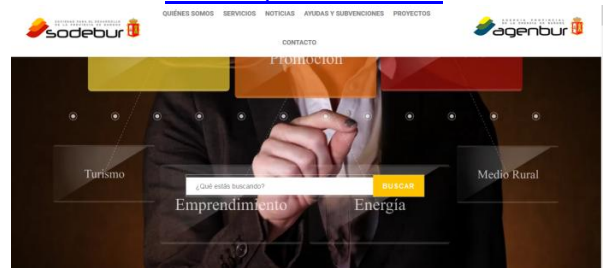 QUIÉNES SOMOS SERVICIOS NOTICIAS AYUDAS Y SUBVENCIONES PROYECTOS
sodebur
agenbur
CONTACTO
Promoción
Turismo
Medio Rural
¿Qué estás buscando?
BUSCAR
Emprendimiento
Energía